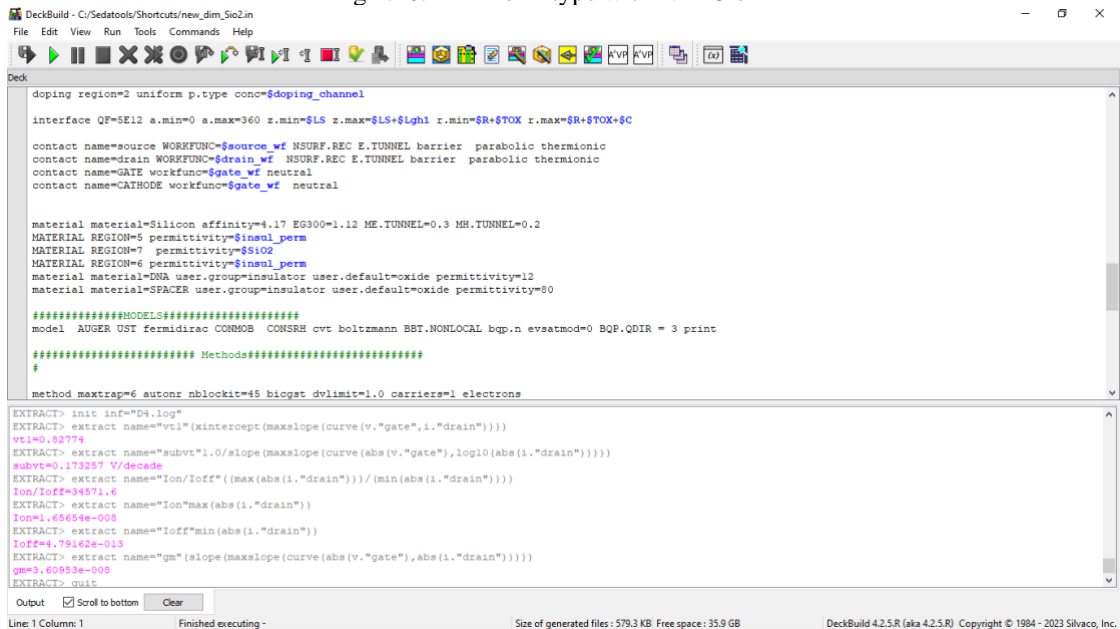 DeckBuild - C:/Sedatools/Shortcuts/new_dim_Sio2.in
File Edit View Run Tools Commands Help
Deck
doping region=2 uniform p.type conc=$doping_channel
interface QF=5E12 a.min=0 a.max=360 z.min=$LS z.max=$LS+$Lgh1 r.min=$R+$TOX r.max=$R+$TOX+$C
contact name=source WORKFUNC=$source_wf NSURF.REC E.TUNNEL barrier parabolic thermionic
contact name=drain WORKFUNC=$drain_wf NSURF.REC E.TUNNEL barrier parabolic thermionic
contact name=GATE workfunc=$gate_wf neutral
contact name=CATHODE workfunc=$gate_wf neutral
material material=Silicon affinity=4.17 EG300=1.12 ME.TUNNEL=0.3 MH.TUNNEL=0.2
MATERIAL REGION=5 permittivity=$insul_perm
MATERIAL REGION=7 permittivity=$SiO2
MATERIAL REGION=6 permittivity=$insul_perm
material material=DNA user.group=insulator user.default=oxide permittivity=12
material material=SPACER user.group=insulator user.default=oxide permittivity=80
##############MODELS#####################
model AUGER UST fermidirac CONMOB CONSRH cvt boltzmann BBT.NONLOCAL bqp.n evsatmod=0 BQP.QDIR = 3 print
######################### Methods###########################
#
method maxtrap=6 autonr nblockit=45 bicgst dvlimit=1.0 carriers=1 electrons
EXTRACT> init inf="D4.log"
EXTRACT> extract name="vt1"(xintercept(maxslope(curve(v."gate",i."drain"))))
vt1=0.82774
EXTRACT> extract name="subvt"1.0/slope(maxslope(curve(abs(v."gate"),log10(abs(i."drain")))))
subvt=0.173257 V/decade
EXTRACT> extract name="Ion/Ioff"((max(abs(i."drain")))/(min(abs(i."drain"))))
Ion/Ioff=34571.6
EXTRACT> extract name="Ion"max(abs(i."drain"))
Ion=1.65654e-008
EXTRACT> extract name="Ioff"min(abs(i."drain"))
Ioff=4.79162e-013
EXTRACT> extract name="gm"(slope(maxslope(curve(abs(v."gate"),abs(i."drain")))))
gm=3.60953e-008
EXTRACT> quit
Output Scroll to bottom Clear
Line: 1 Column: 1 Finished executing - Size of generated files : 579.3 KB Free space : 35.9 GB DeckBuild 4.2.5.R (aka 4.2.5.R) Copyright © 1984 - 2023 Silvaco, Inc.